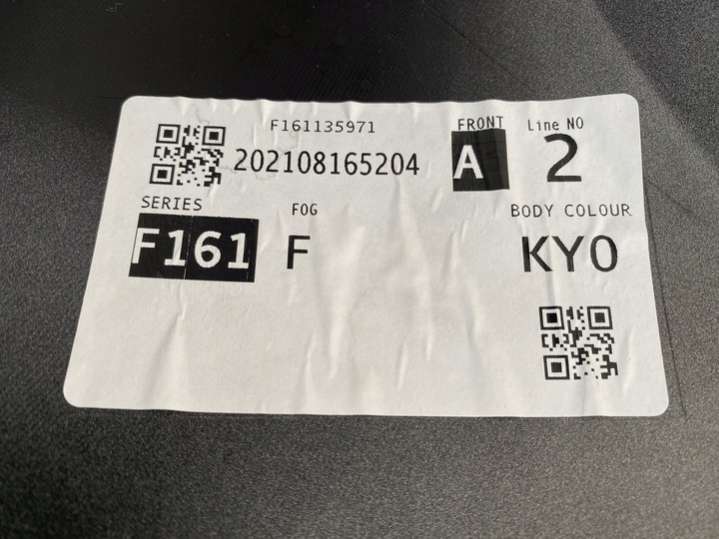 F161135971
202108165204
FRONT
A
Line NO
2
SERIES
F161
FOG
F
BODY COLOUR
KY0